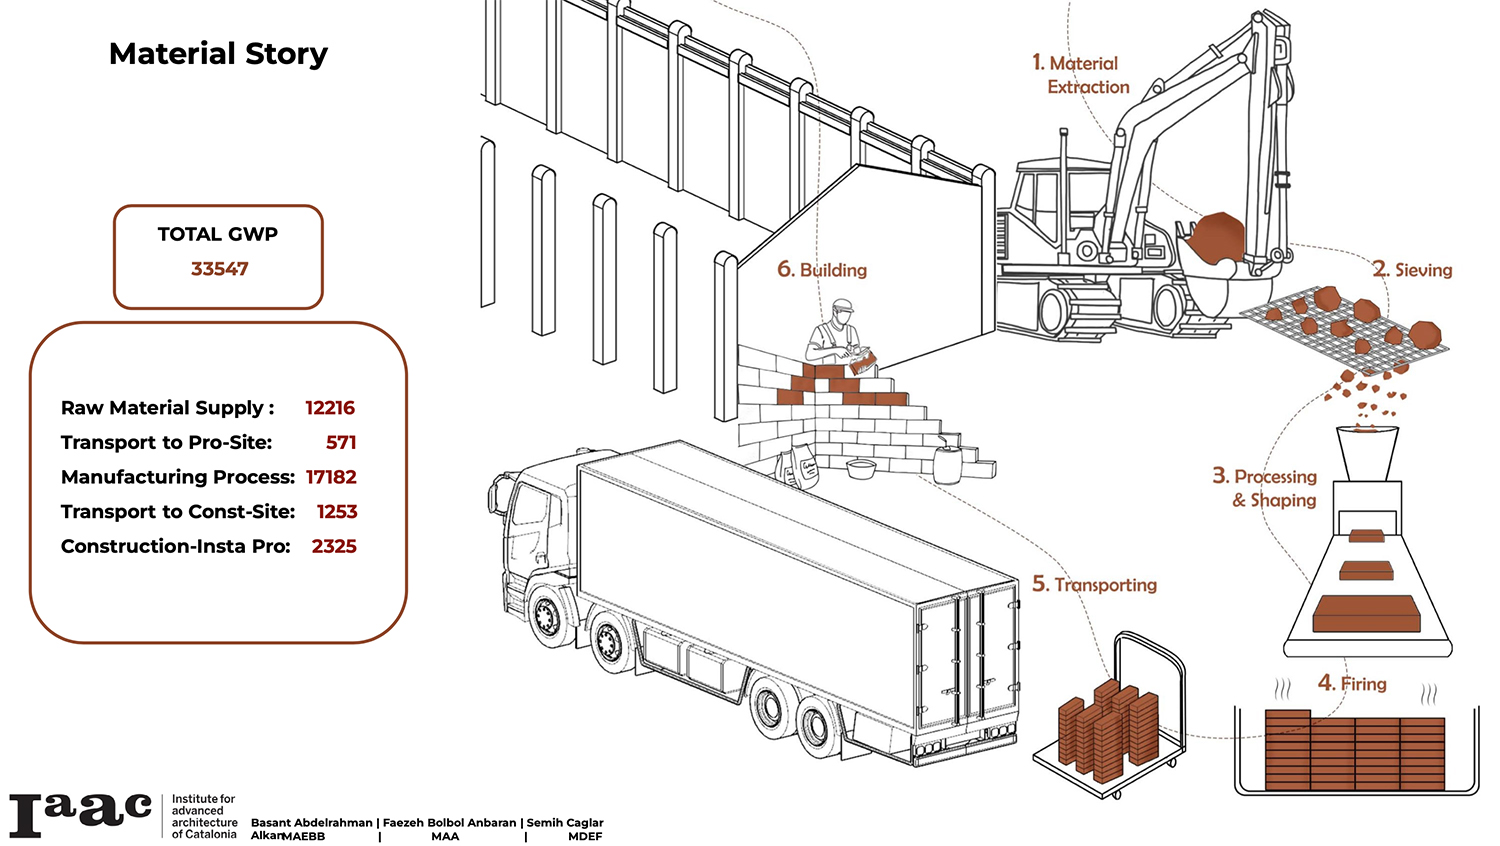 Material Story
TOTAL GWP
33547
Raw Material Supply : 12216
Transport to Pro-Site: 571
Manufacturing Process: 17182
Transport to Const-Site: 1253
Construction-Insta Pro: 2325
1. Material
Extraction
2. Sieving
3. Processing
& Shaping
4. Firing
5. Transporting
6. Building
Iaac
Institute for
advanced
architecture
of Catalonia
Basant Abdelrahman | Faezeh Bolbol Anbaran | Semih Caglar
Alkan MAEBB | MAA | MDEF